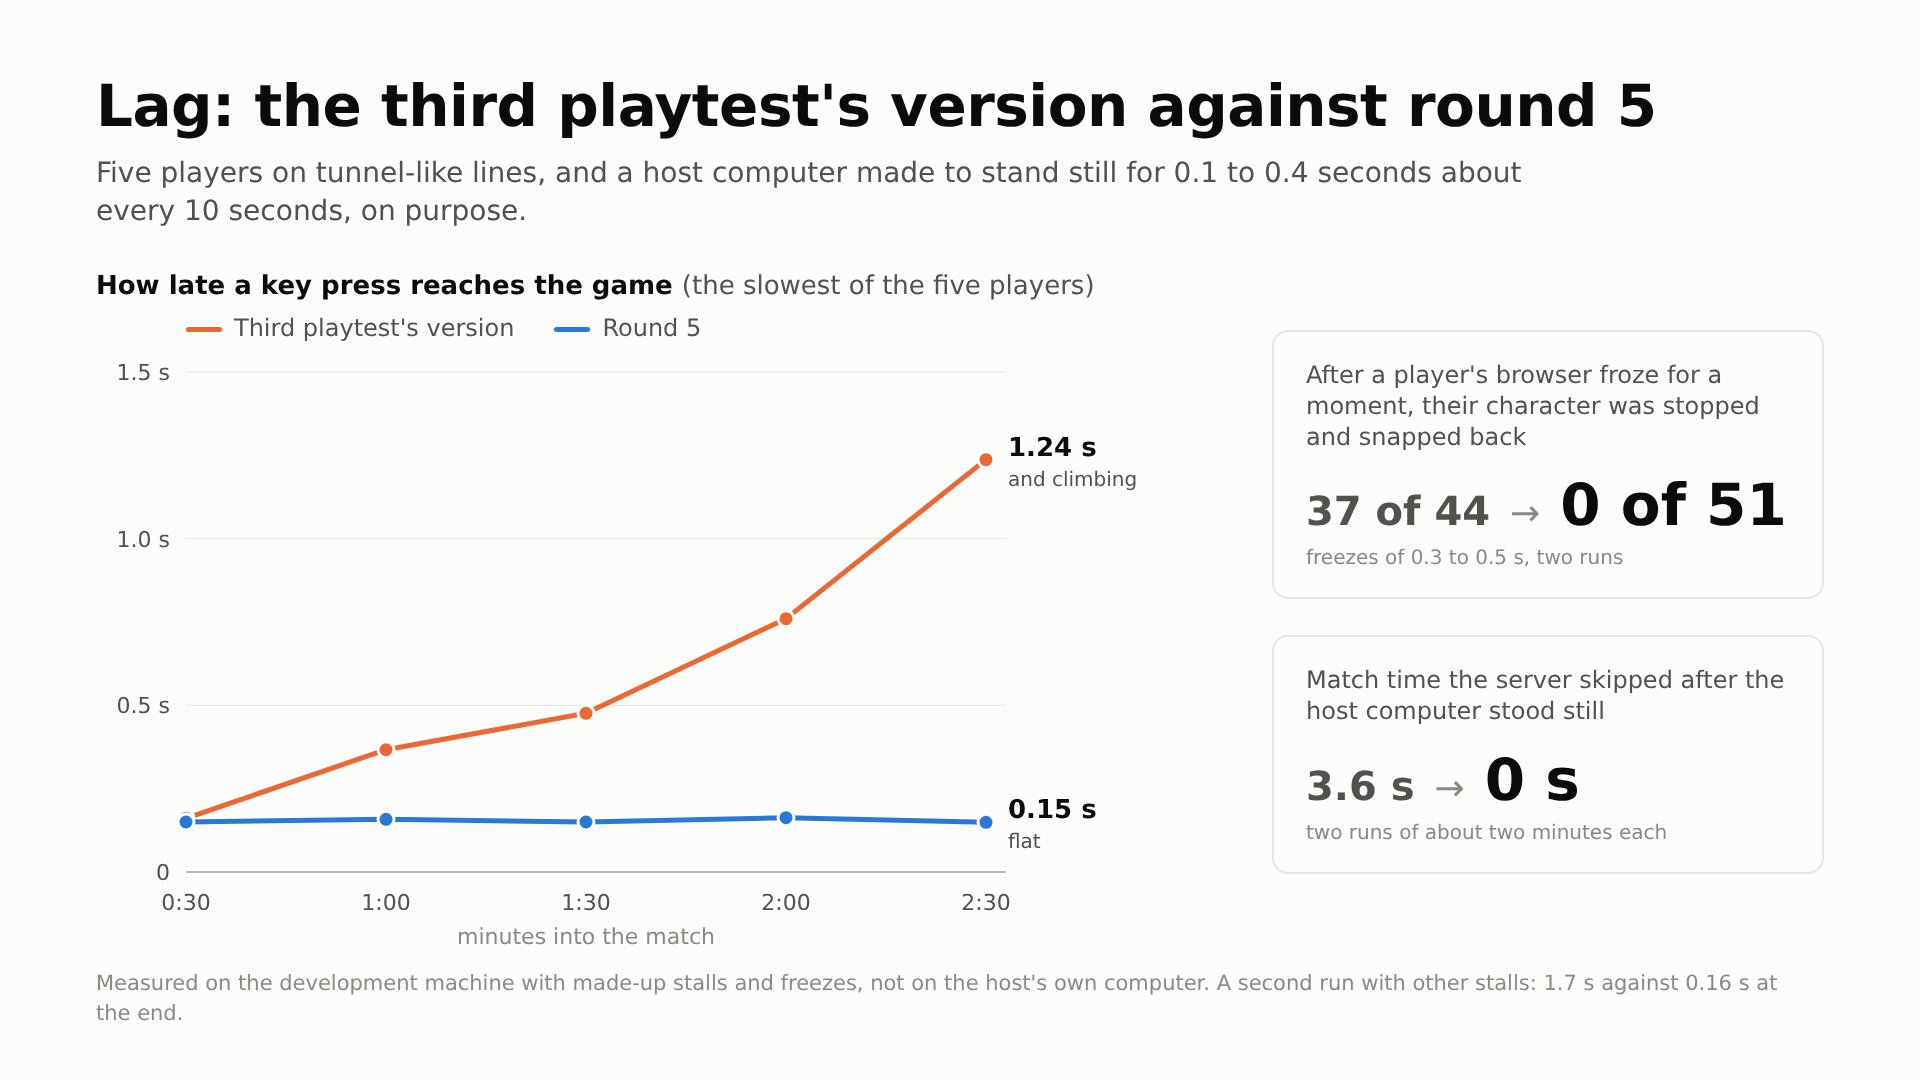 Lag: the third playtest's version against round 5
Five players on tunnel-like lines, and a host computer made to stand still for 0.1 to 0.4 seconds about
every 10 seconds, on purpose.
How late a key press reaches the game (the slowest of the five players)
Third playtest's version
Round 5
1.5 s
1.0 s
0.5 s
0
1.24 s
and climbing
0.15 s
flat
0:30
1:00
1:30
2:00
2:30
minutes into the match
After a player's browser froze for a
moment, their character was stopped
and snapped back
37 of 44 → 0 of 51
freezes of 0.3 to 0.5 s, two runs
Match time the server skipped after the
host computer stood still
3.6 s → 0 s
two runs of about two minutes each
Measured on the development machine with made-up stalls and freezes, not on the host's own computer. A second run with other stalls: 1.7 s against 0.16 s at
the end.